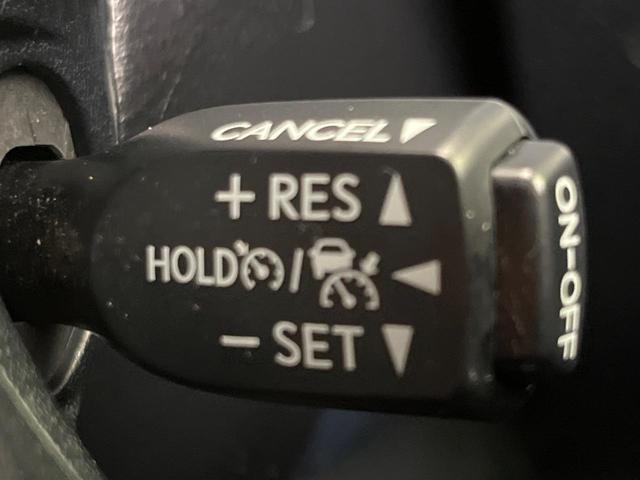 CANCEL
+ RES
HOLD /
- SET
ON-OFF